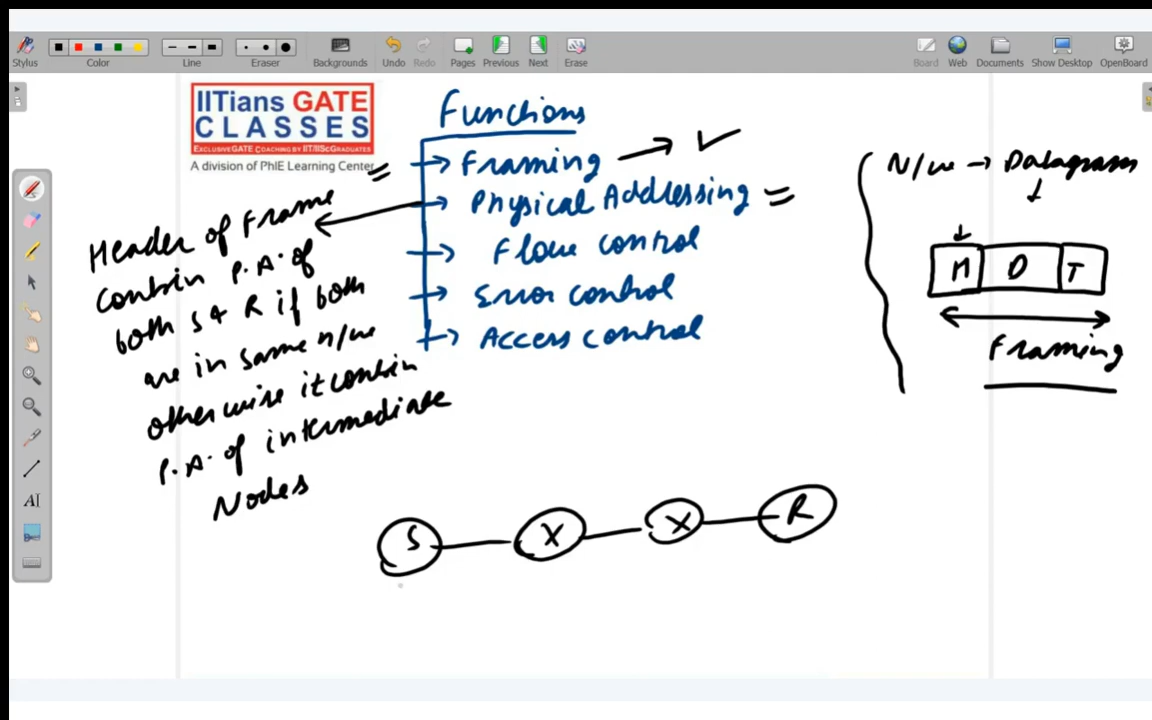 Stylus
Color
Line
Eraser
Backgrounds
Undo
Redo
Pages
Previous
Next
Erase
Board
Web
Documents
Show Desktop
OpenBoard
IITians GATE
CLASSES
EXCLUSIVE GATE COACHING BY IIT/IISc GRADUATES
A division of PhIE Learning Center
Functions
→ Framing → ✓
→ Physical Addressing =
→ Flow control
→ Error control
→ Access control
Header of Frame
contain P.A. of
both S & R if both
are in same n/w
otherwise it contain
P.A. of intermediate
Nodes
N/w → Datagram
H D T
Framing
S X X R
AI